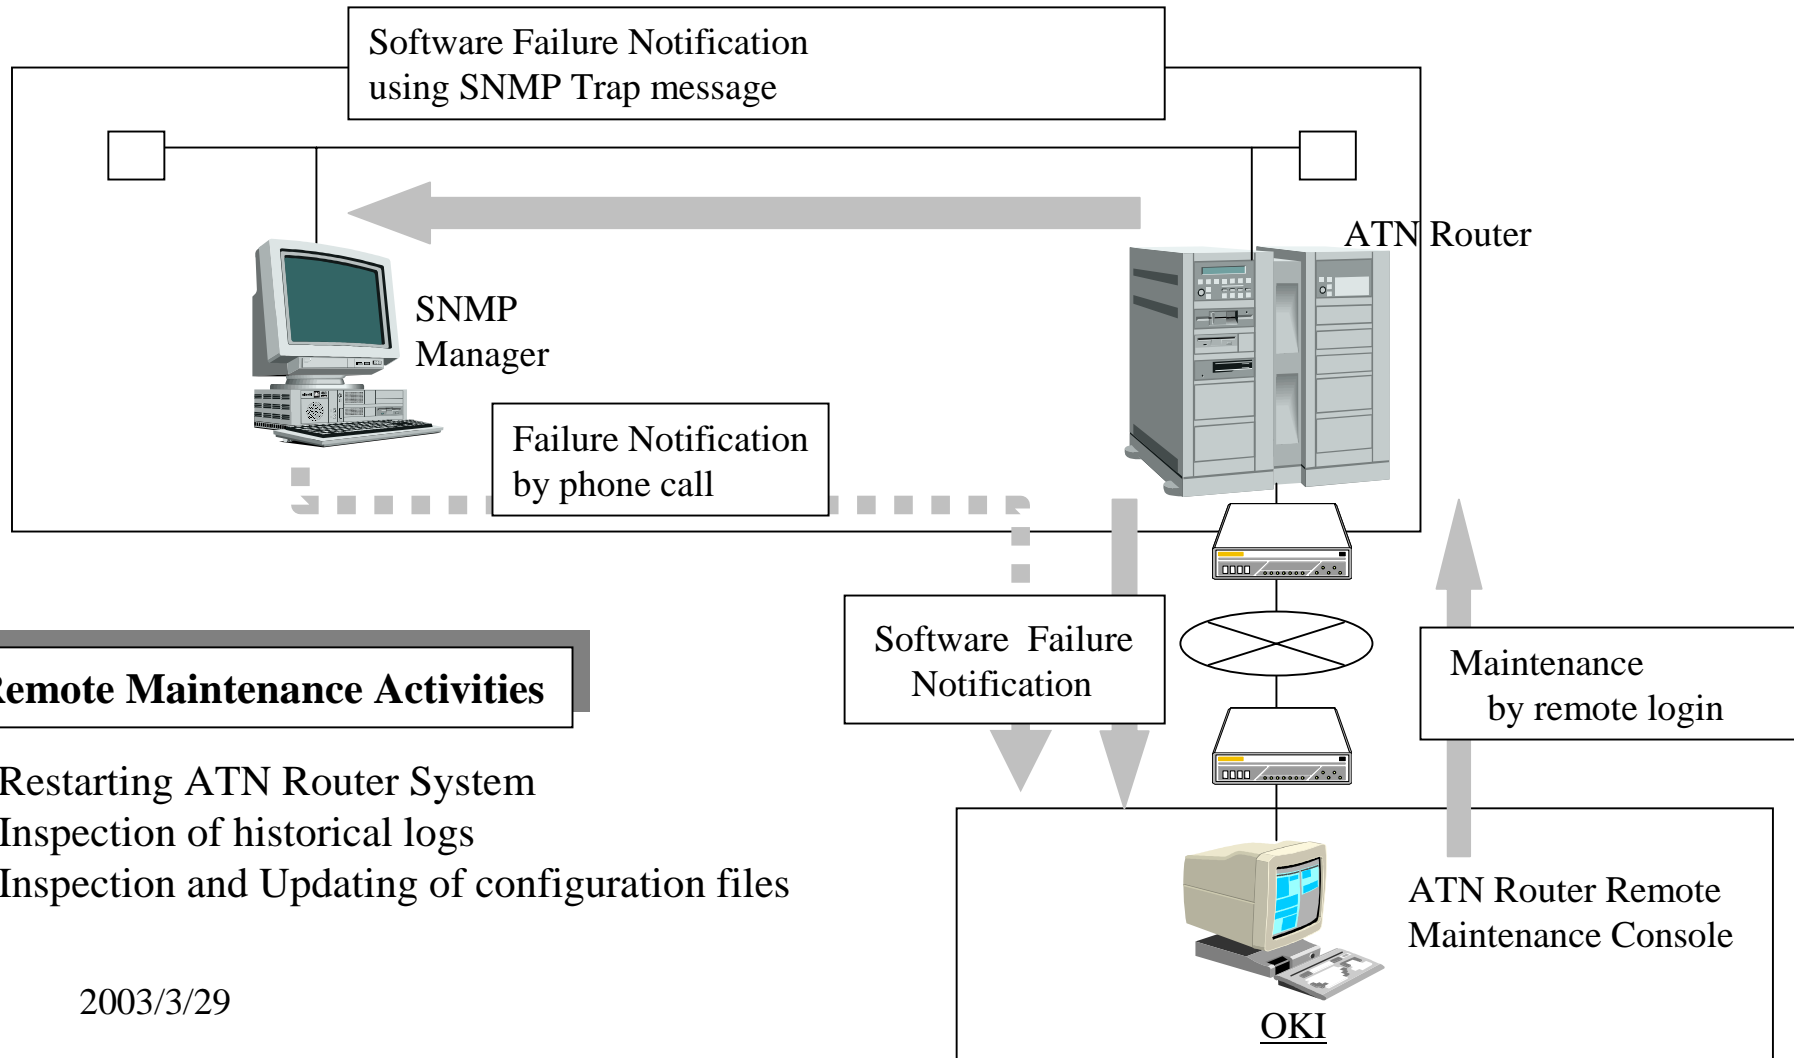 Software Failure Notification
using SNMP Trap message
ATN Router
SNMP
Manager
Failure Notification
by phone call
Software Failure
Notification
Maintenance
by remote login
Remote Maintenance Activities
Restarting ATN Router System
Inspection of historical logs
Inspection and Updating of configuration files
ATN Router Remote
Maintenance Console
OKI
2003/3/29